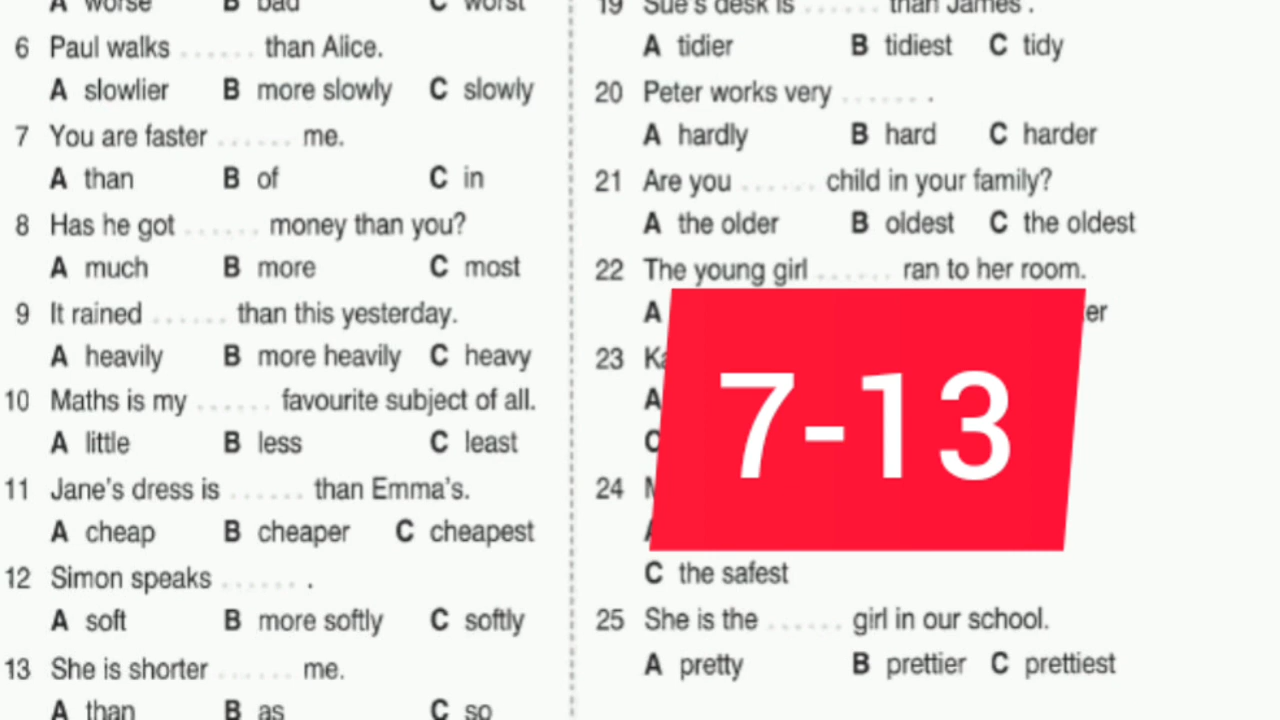 A worse B bad C worst
6 Paul walks ...... than Alice.
A slowlier B more slowly C slowly
7 You are faster ...... me.
A than B of C in
8 Has he got ...... money than you?
A much B more C most
9 It rained ...... than this yesterday.
A heavily B more heavily C heavy
10 Maths is my ...... favourite subject of all.
A little B less C least
11 Jane's dress is ...... than Emma's.
A cheap B cheaper C cheapest
12 Simon speaks ...... .
A soft B more softly C softly
13 She is shorter ...... me.
A than B as C so
19 Sue's desk is ...... than James'.
A tidier B tidiest C tidy
20 Peter works very ...... .
A hardly B hard C harder
21 Are you ...... child in your family?
A the older B oldest C the oldest
22 The young girl ...... ran to her room.
A er
23
A
C
24
C the safest
25 She is the ...... girl in our school.
A pretty B prettier C prettiest
7-13